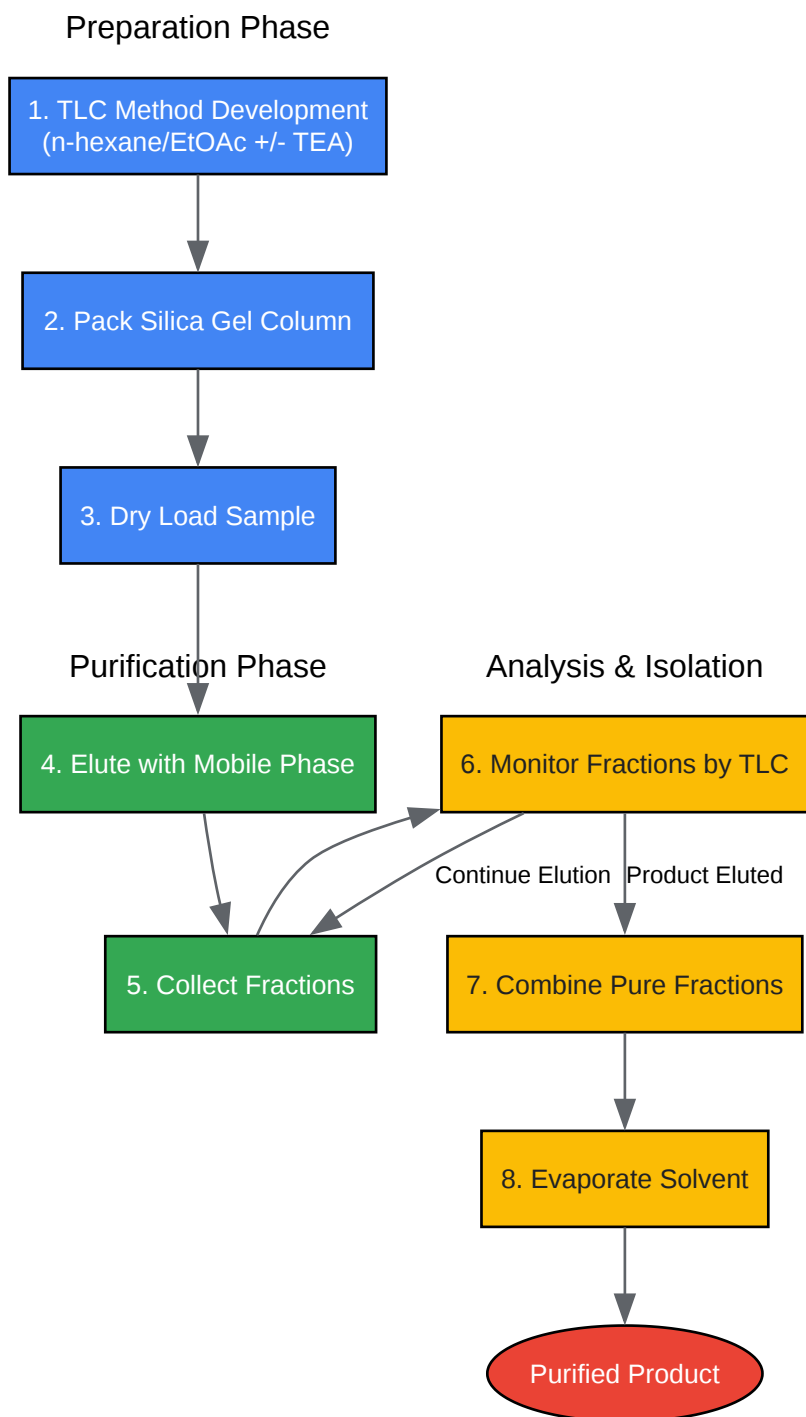 Preparation Phase
1. TLC Method Development
(n-hexane/EtOAc +/- TEA)
2. Pack Silica Gel Column
3. Dry Load Sample
Purification Phase
4. Elute with Mobile Phase
5. Collect Fractions
Analysis & Isolation
6. Monitor Fractions by TLC
Continue Elution
Product Eluted
7. Combine Pure Fractions
8. Evaporate Solvent
Purified Product